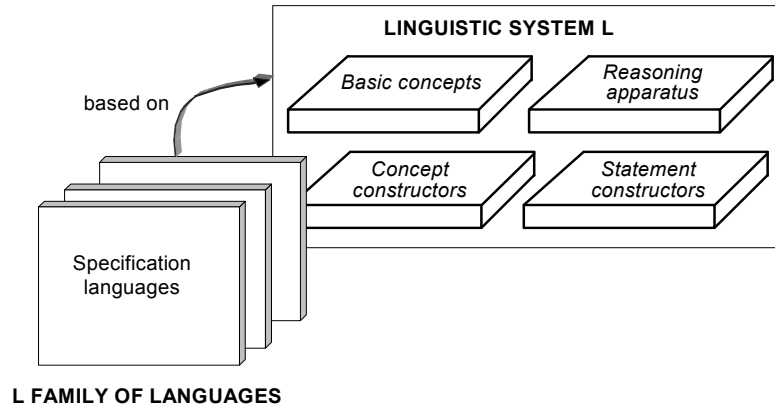 LINGUISTIC SYSTEM L
Basic concepts
Reasoning
apparatus
based on
Concept
constructors
Statement
constructors
Specification
languages
L FAMILY OF LANGUAGES